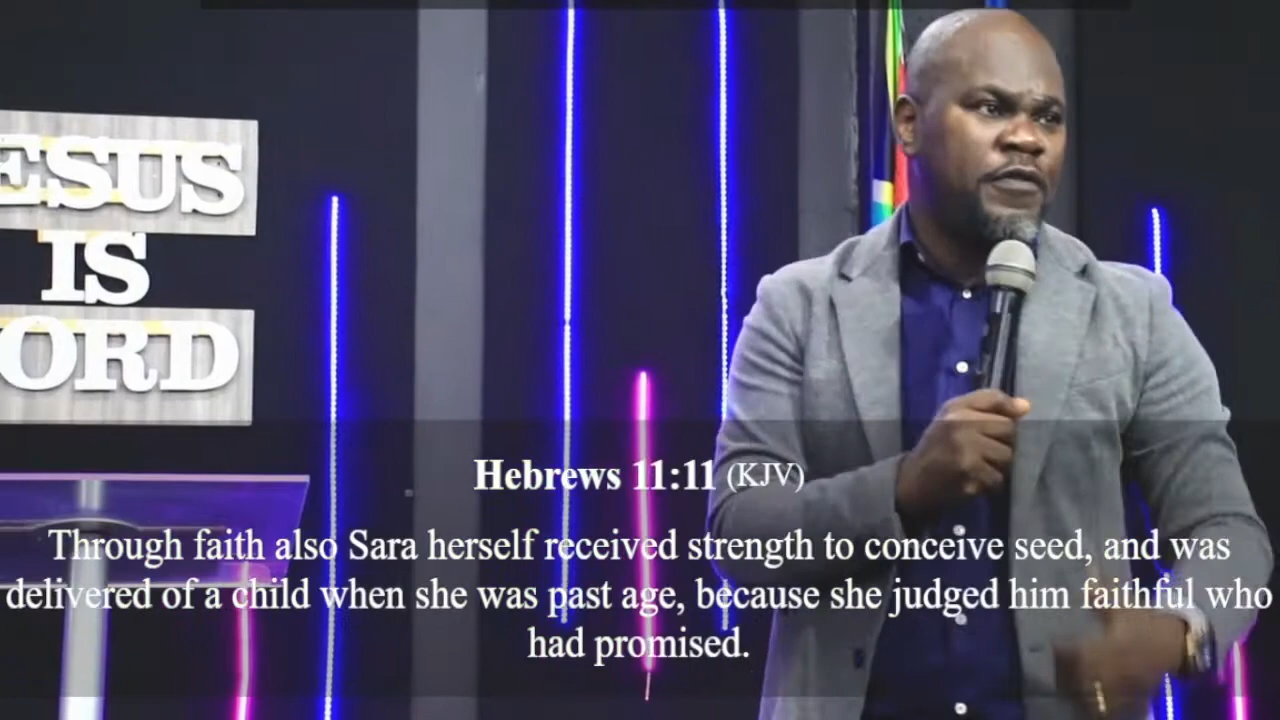 ESUS
IS
ORD
Hebrews 11:11 (KJV)
Through faith also Sara herself received strength to conceive seed, and was
delivered of a child when she was past age, because she judged him faithful who
had promised.